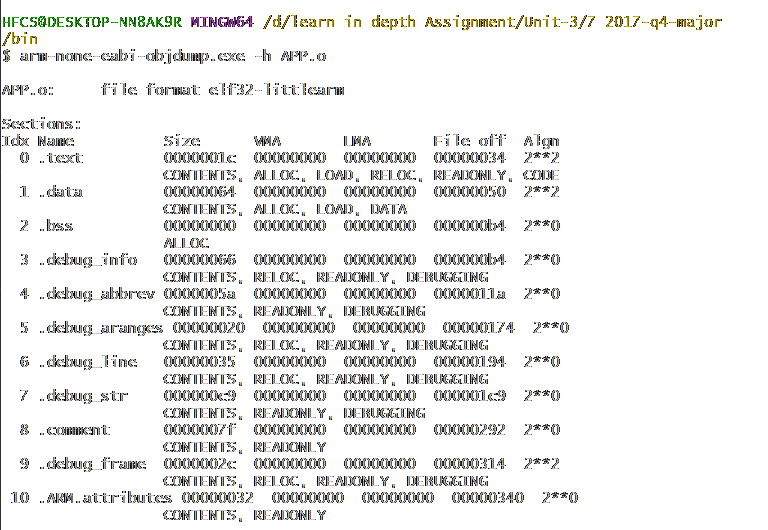 HFCS@DESKTOP-NN8AK9R MINGW64 /d/learn in depth Assignment/Unit-3/7 2017-q4-major
/bin
$ arm-none-eabi-objdump.exe -h APP.o
APP.o:     file format elf32-littlearm
Sections:
Idx Name          Size      VMA       LMA       File off  Algn
  0 .text         0000001c  00000000  00000000  00000034  2**2
                  CONTENTS, ALLOC, LOAD, RELOC, READONLY, CODE
  1 .data         00000064  00000000  00000000  00000050  2**2
                  CONTENTS, ALLOC, LOAD, DATA
  2 .bss          00000000  00000000  00000000  000000b4  2**0
                  ALLOC
  3 .debug_info   00000066  00000000  00000000  000000b4  2**0
                  CONTENTS, RELOC, READONLY, DEBUGGING
  4 .debug_abbrev 0000005a  00000000  00000000  0000011a  2**0
                  CONTENTS, READONLY, DEBUGGING
  5 .debug_aranges 00000020  00000000  00000000  00000174  2**0
                  CONTENTS, RELOC, READONLY, DEBUGGING
  6 .debug_line   00000035  00000000  00000000  00000194  2**0
                  CONTENTS, RELOC, READONLY, DEBUGGING
  7 .debug_str    000000c9  00000000  00000000  000001c9  2**0
                  CONTENTS, READONLY, DEBUGGING
  8 .comment      0000007f  00000000  00000000  00000292  2**0
                  CONTENTS, READONLY
  9 .debug_frame  0000002c  00000000  00000000  00000314  2**2
                  CONTENTS, RELOC, READONLY, DEBUGGING
 10 .ARM.attributes 00000032  00000000  00000000  00000340  2**0
                  CONTENTS, READONLY